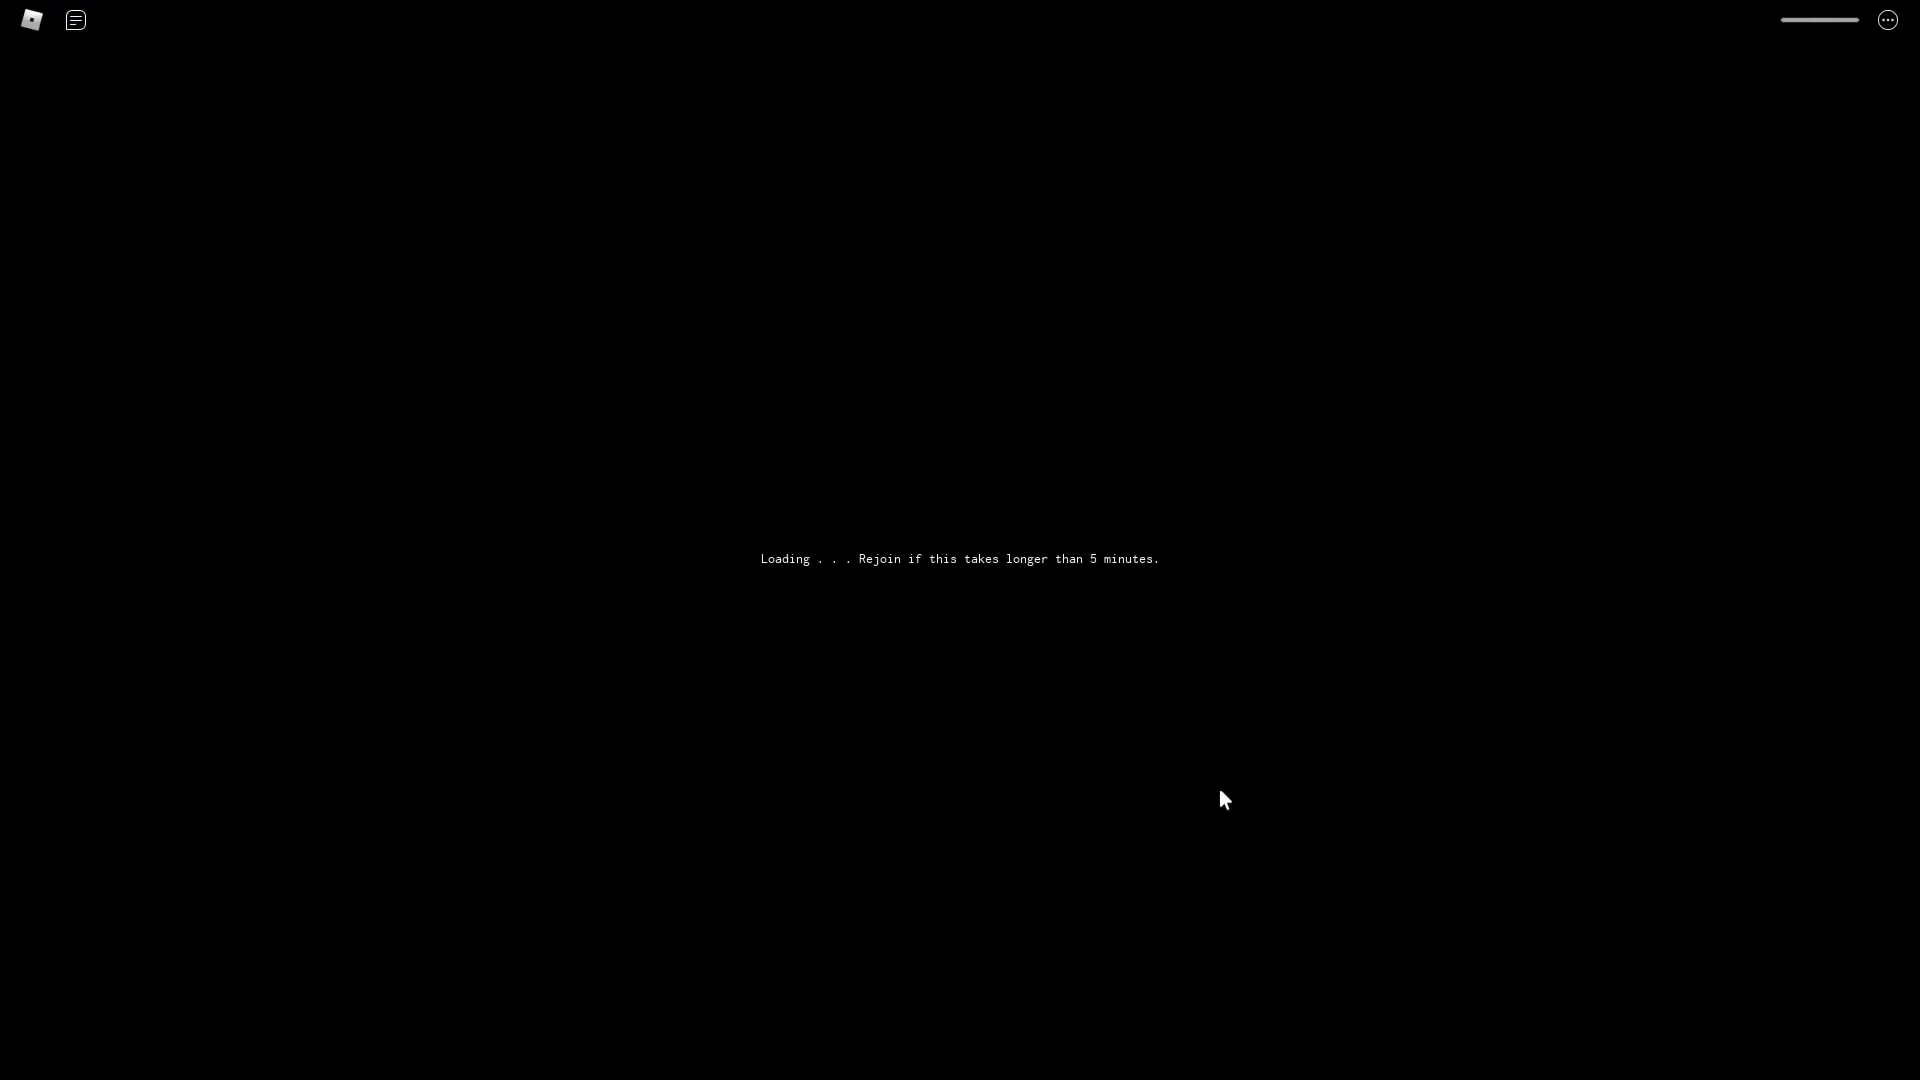 Loading . . . Rejoin if this takes longer than 5 minutes.